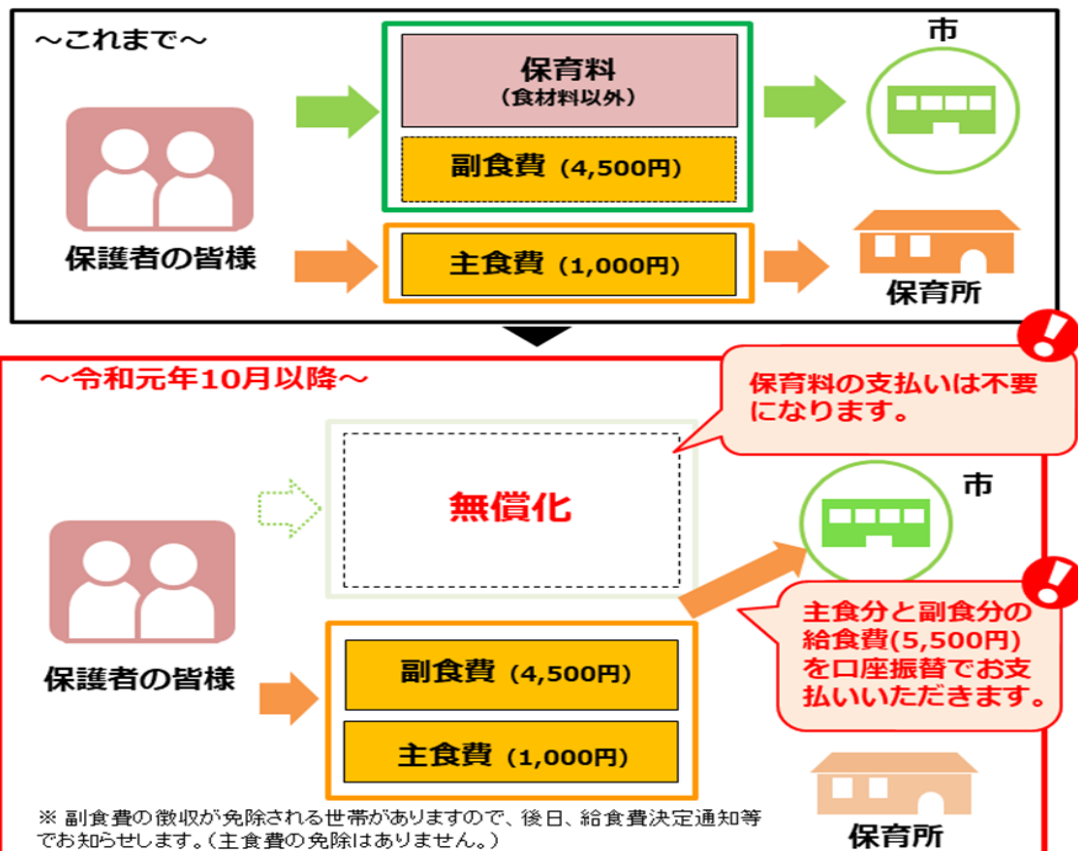 ～これまで～
市
保育料
（食材料以外）
副食費（4,500円）
保護者の皆様
主食費（1,000円）
保育所
～令和元年10月以降～
保育料の支払いは不要
になります。
無償化
市
主食分と副食分の
給食費(5,500円)
を口座振替でお支
払いいただきます。
保護者の皆様
副食費（4,500円）
主食費（1,000円）
※ 副食費の徴収が免除される世帯がありますので、後日、給食費決定通知等
でお知らせします。（主食費の免除はありません。）
保育所